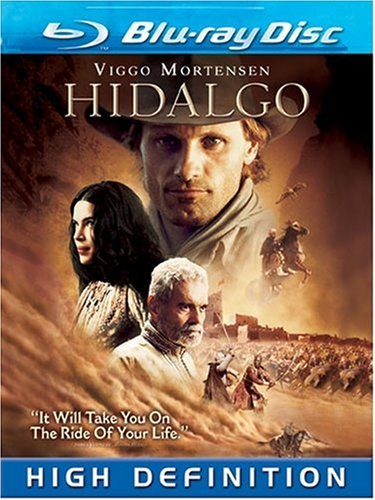 Blu-ray Disc
VIGGO MORTENSEN
HIDALGO
"It Will Take You On
The Ride Of Your Life."
HIGH DEFINITION